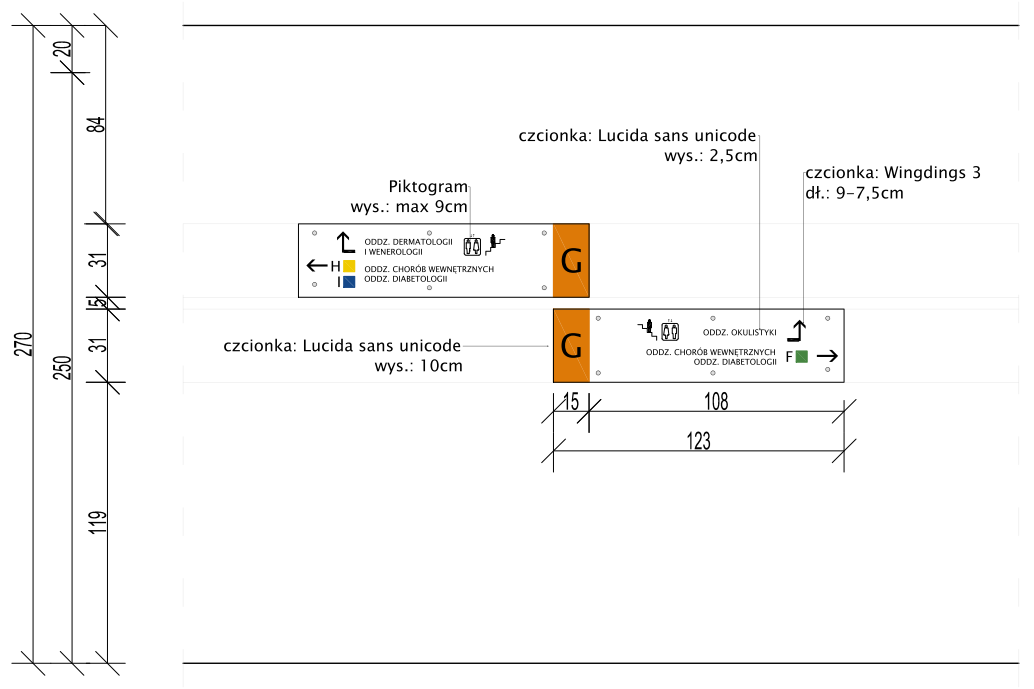 20
84
czcionka: Lucida sans unicode
wys.: 2,5cm
czcionka: Wingdings 3
dł.: 9–7,5cm
Piktogram
wys.: max 9cm
ODDZ. DERMATOLOGII
I WENEROLOGII
H
I
ODDZ. CHORÓB WEWNĘTRZNYCH
ODDZ. DIABETOLOGII
G
31
5
31
270
250
czcionka: Lucida sans unicode
wys.: 10cm
G
ODDZ. OKULISTYKI
ODDZ. CHORÓB WEWNĘTRZNYCH
ODDZ. DIABETOLOGII
F
15
108
123
119